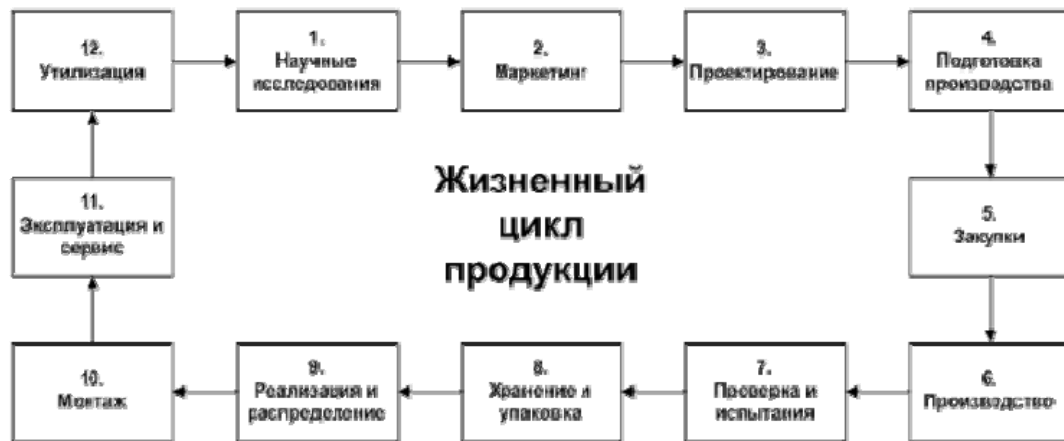 12.
Утилизация
1.
Научные
исследования
2.
Маркетинг
3.
Проектирование
4.
Подготовка
производства
Жизненный
цикл
продукции
11.
Эксплуатация и
сервис
5.
Закупки
10.
Монтаж
9.
Реализация и
распределение
8.
Хранение и
упаковка
7.
Проверка и
испытания
6.
Производство